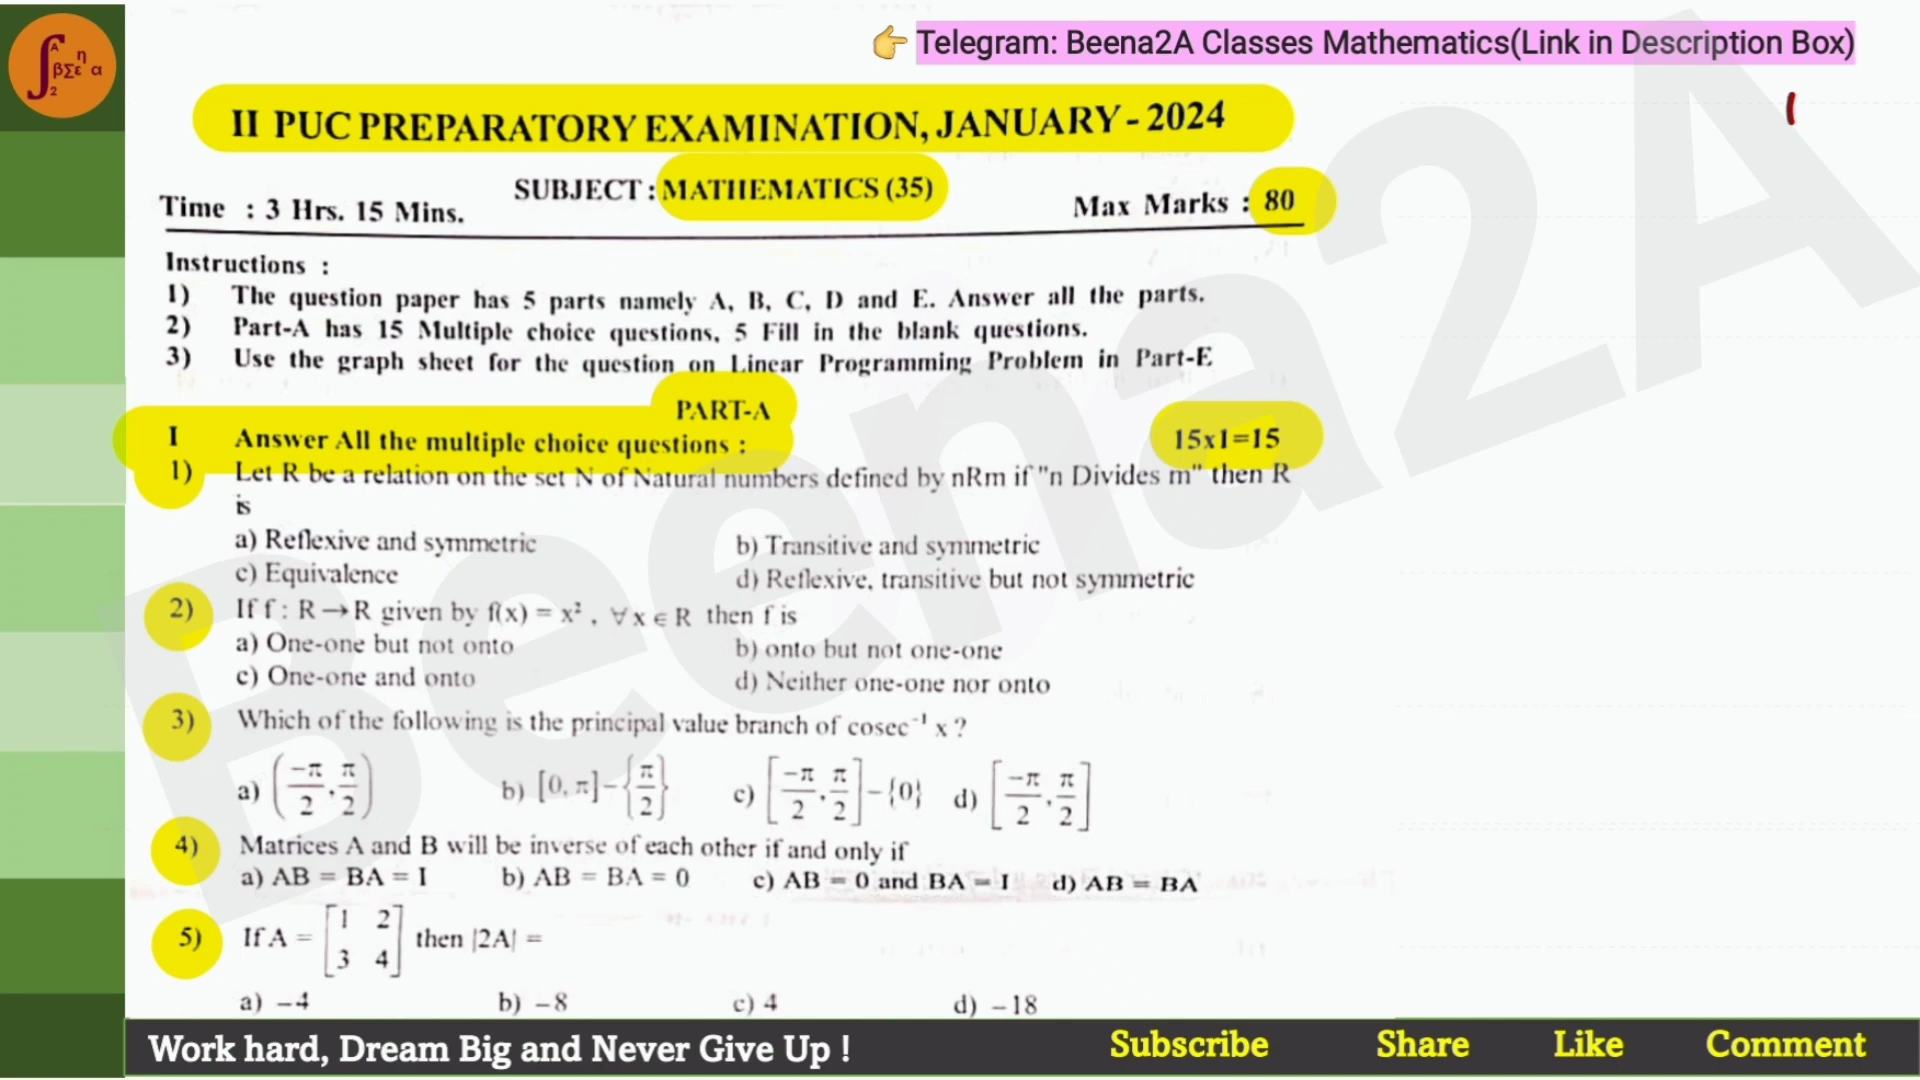 👉 Telegram: Beena2A Classes Mathematics(Link in Description Box)
II PUC PREPARATORY EXAMINATION, JANUARY - 2024
SUBJECT : MATHEMATICS (35)
Time : 3 Hrs. 15 Mins.
Max Marks : 80
Instructions :
1) The question paper has 5 parts namely A, B, C, D and E. Answer all the parts.
2) Part-A has 15 Multiple choice questions, 5 Fill in the blank questions.
3) Use the graph sheet for the question on Linear Programming Problem in Part-E
PART-A
I Answer All the multiple choice questions : 15x1=15
1) Let R be a relation on the set N of Natural numbers defined by nRm if "n Divides m" then R
is
a) Reflexive and symmetric b) Transitive and symmetric
c) Equivalence d) Reflexive, transitive but not symmetric
2) If f : R→R given by f(x) = x², ∀x∈R then f is
a) One-one but not onto b) onto but not one-one
c) One-one and onto d) Neither one-one nor onto
3) Which of the following is the principal value branch of cosec⁻¹ x ?
a) (-π/2, π/2) b) [0, π]-{π/2} c) [-π/2, π/2]-{0} d) [-π/2, π/2]
4) Matrices A and B will be inverse of each other if and only if
a) AB = BA = I b) AB = BA = 0 c) AB = 0 and BA = I d) AB = BA
5) If A = [1 2
3 4] then |2A| =
a) −4 b) −8 c) 4 d) −18
Work hard, Dream Big and Never Give Up ! Subscribe Share Like Comment
Beena2A